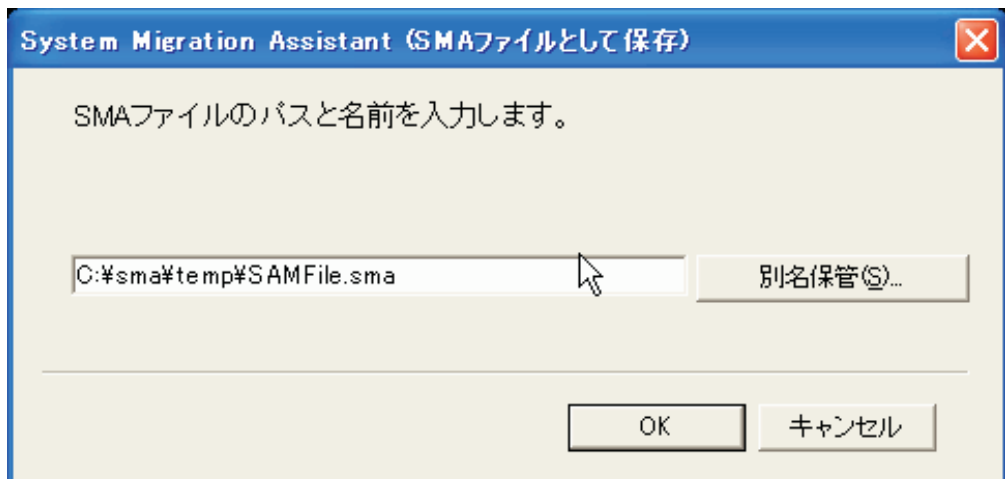 System Migration Assistant (SMAファイルとして保存)
SMAファイルのパスと名前を入力します。
C:¥sma¥temp¥SAMFile.sma
別名保管(S)...
OK
キャンセル